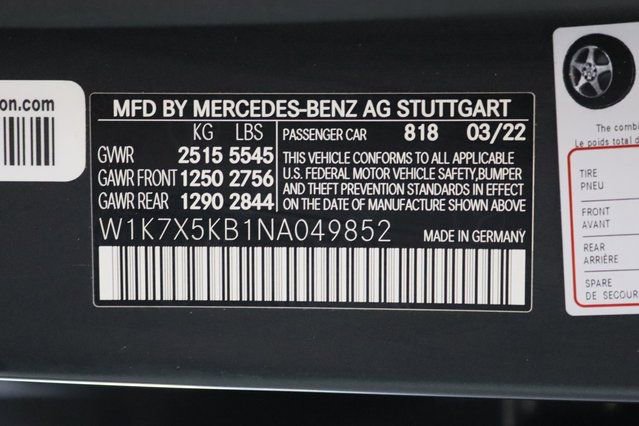 on.com
MFD BY MERCEDES-BENZ AG STUTTGART
KG LBS
GVWR 2515 5545
GAWR FRONT 1250 2756
GAWR REAR 1290 2844
PASSENGER CAR 818 03/22
THIS VEHICLE CONFORMS TO ALL APPLICABLE
U.S. FEDERAL MOTOR VEHICLE SAFETY,BUMPER
AND THEFT PREVENTION STANDARDS IN EFFECT
ON THE DATE OF MANUFACTURE SHOWN ABOVE
W1K7X5KB1NA049852
MADE IN GERMANY
The combi
Le poids total d
TIRE
PNEU
FRONT
AVANT
REAR
ARRIÈRE
SPARE
DE SECOUR